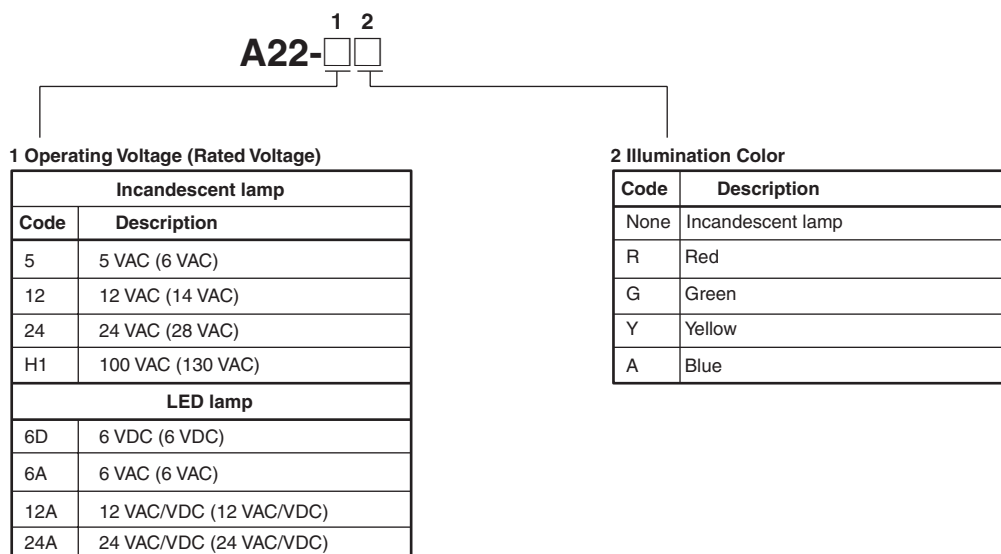 1 2
A22-□□
1 Operating Voltage (Rated Voltage)
Incandescent lamp
Code Description
5 5 VAC (6 VAC)
12 12 VAC (14 VAC)
24 24 VAC (28 VAC)
H1 100 VAC (130 VAC)
LED lamp
6D 6 VDC (6 VDC)
6A 6 VAC (6 VAC)
12A 12 VAC/VDC (12 VAC/VDC)
24A 24 VAC/VDC (24 VAC/VDC)
2 Illumination Color
Code Description
None Incandescent lamp
R Red
G Green
Y Yellow
A Blue